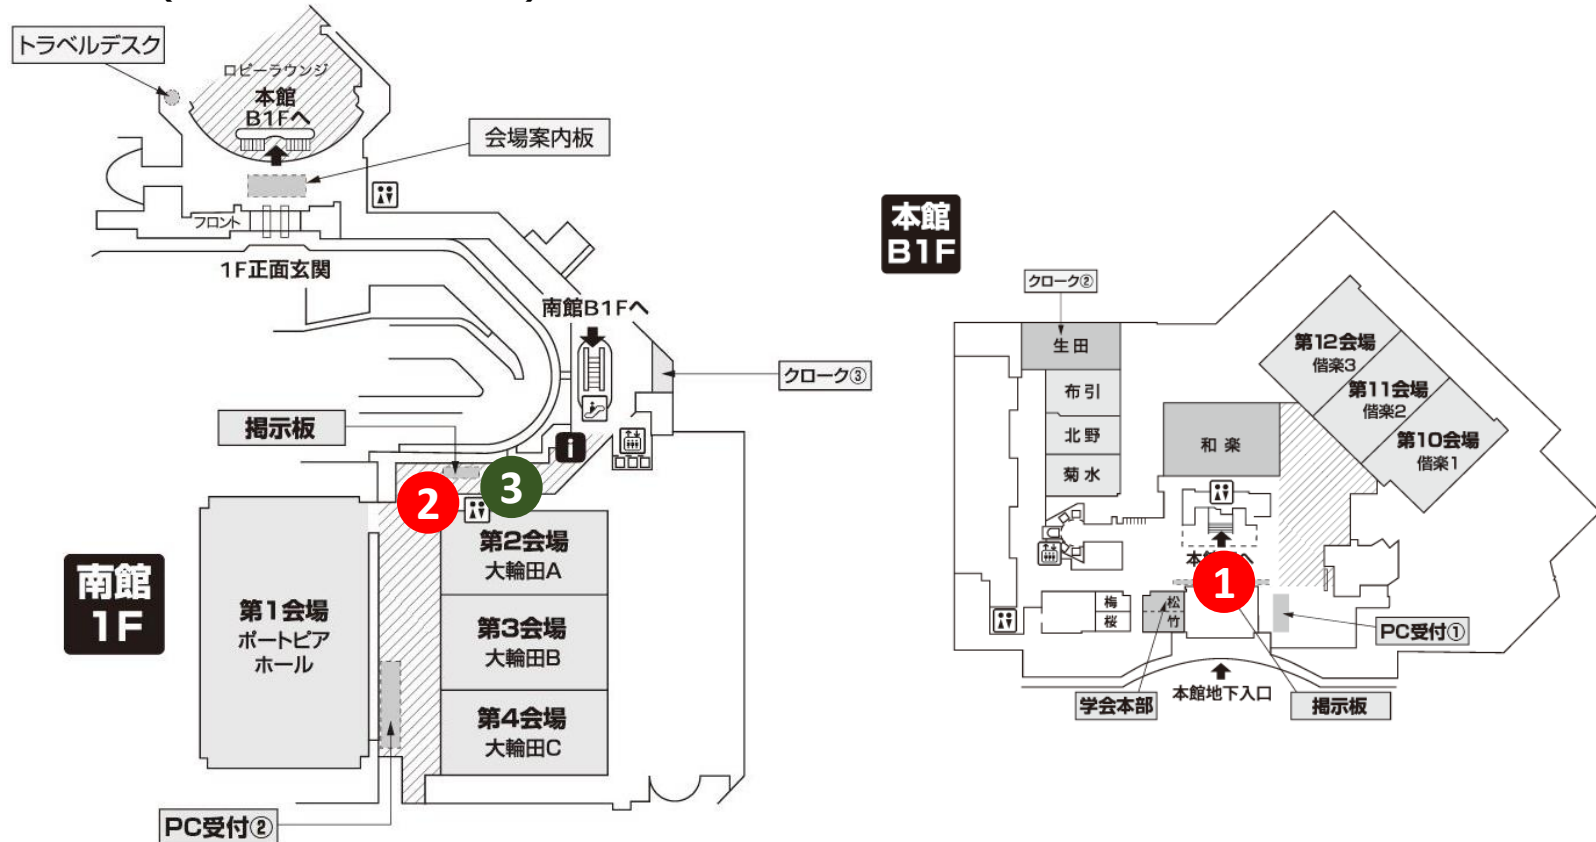 トラベルデスク
ロビーラウンジ
本館
B1Fへ
会場案内板
フロント
1F正面玄関
南館B1Fへ
クローク③
掲示板
i
2
3
南館
1F
第1会場
ポートピア
ホール
第2会場
大輪田A
第3会場
大輪田B
第4会場
大輪田C
PC受付②
本館
B1F
クローク②
生田
布引
北野
菊水
和楽
第12会場
偕楽3
第11会場
偕楽2
第10会場
偕楽1
本館
へ
1
梅
桜
松
竹
PC受付①
学会本部
本館地下入口
掲示板